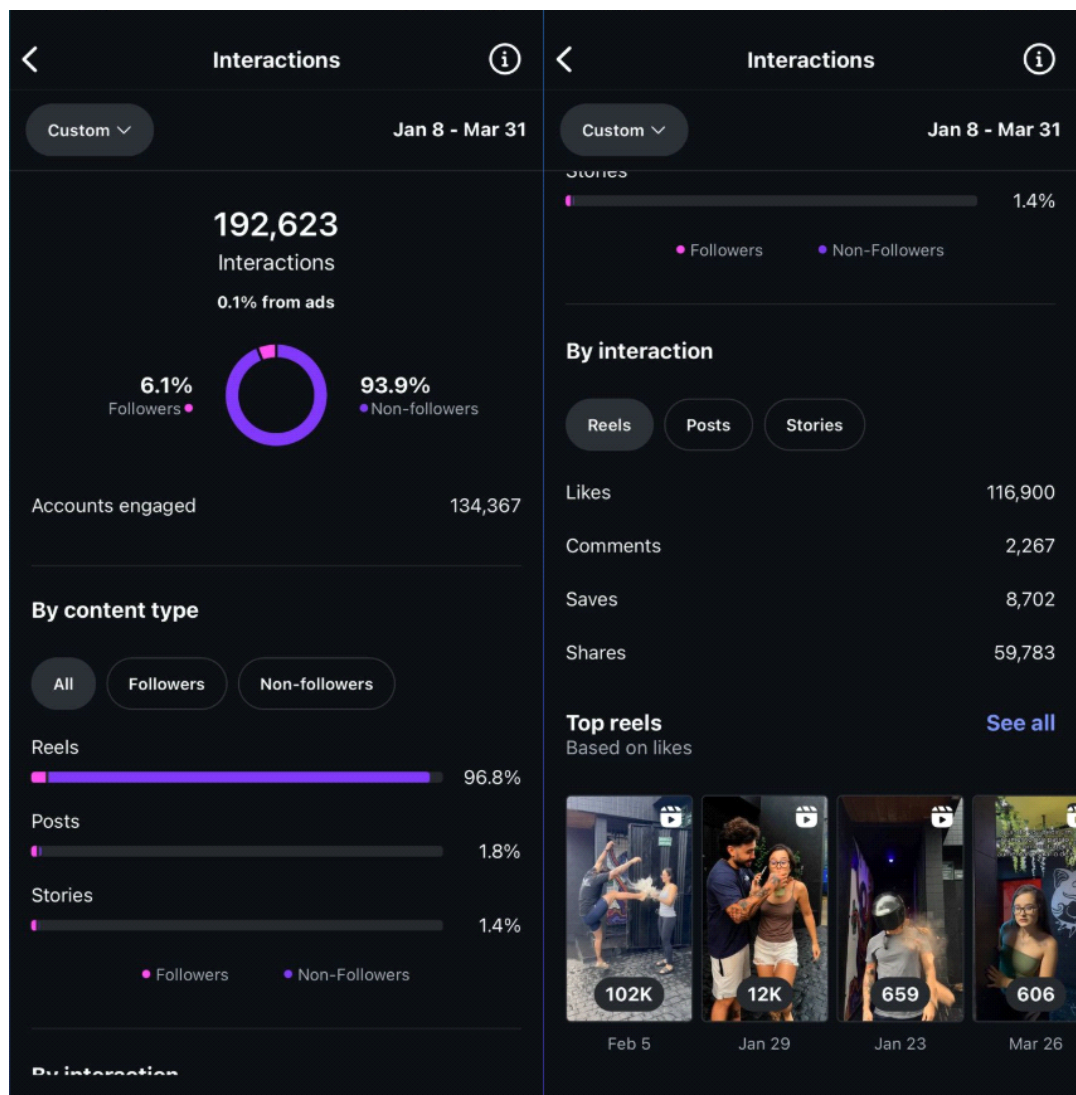 Interactions
Custom
Jan 8 - Mar 31
192,623
Interactions
0.1% from ads
6.1%
Followers
93.9%
Non-followers
Accounts engaged 134,367
By content type
All Followers Non-followers
Reels
96.8%
Posts
1.8%
Stories
1.4%
Followers Non-Followers
By interaction
Interactions
Custom
Jan 8 - Mar 31
Stories
1.4%
Followers Non-Followers
By interaction
Reels Posts Stories
Likes 116,900
Comments 2,267
Saves 8,702
Shares 59,783
Top reels See all
Based on likes
102K 12K 659 606
Feb 5 Jan 29 Jan 23 Mar 26